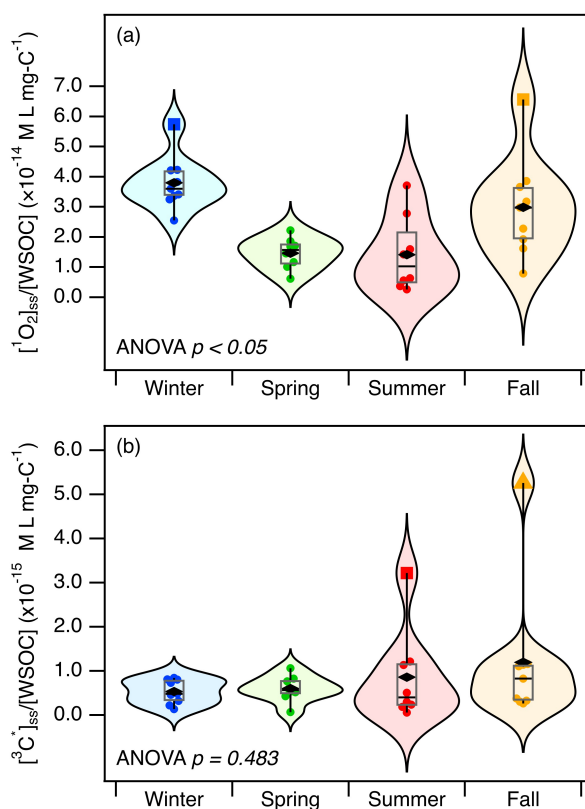 (a)
[¹O₂]ss/[WSOC] (×10⁻¹⁴ M L mg-C⁻¹)
7.0
6.0
5.0
4.0
3.0
2.0
1.0
0.0
ANOVA p < 0.05
Winter Spring Summer Fall
(b)
[³C*]ss/[WSOC] (x10⁻¹⁵ M L mg-C⁻¹)
6.0
5.0
4.0
3.0
2.0
1.0
0.0
ANOVA p = 0.483
Winter Spring Summer Fall